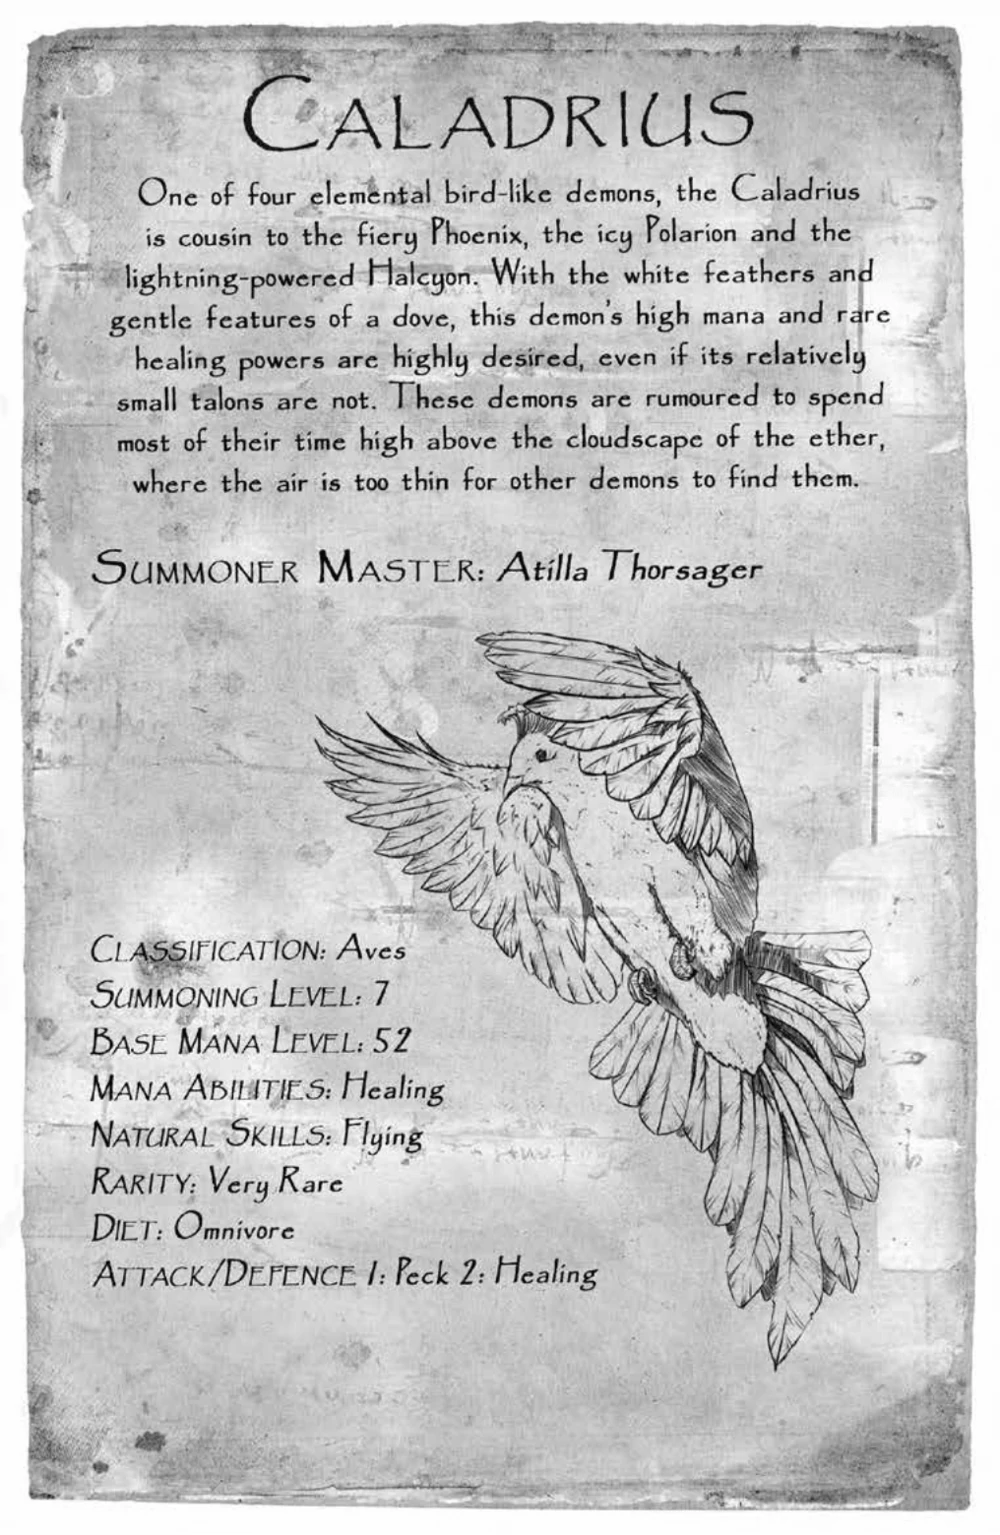 CALADRIUS
One of four elemental bird-like demons, the Caladrius
is cousin to the fiery Phoenix, the icy Polarion and the
lightning-powered Halcyon. With the white feathers and
gentle features of a dove, this demon's high mana and rare
healing powers are highly desired, even if its relatively
small talons are not. These demons are rumoured to spend
most of their time high above the cloudscape of the ether,
where the air is too thin for other demons to find them.
SUMMONER MASTER: Atilla Thorsager
CLASSIFICATION: Aves
SUMMONING LEVEL: 7
BASE MANA LEVEL: 52
MANA ABILITIES: Healing
NATURAL SKILLS: Flying
RARITY: Very Rare
DIET: Omnivore
ATTACK/DEFENCE 1: Peck 2: Healing